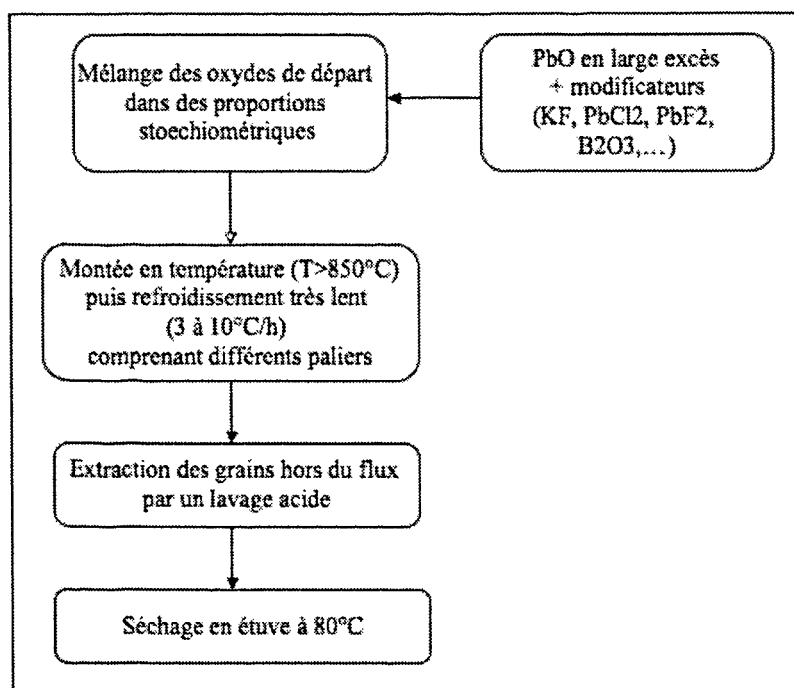 Mélange des oxydes de départ
dans des proportions
stoechiométriques
PbO en large excès
+ modificateurs
(KF, PbCl2, PbF2,
B2O3,...)
Montée en température (T>850°C)
puis refroidissement très lent
(3 à 10°C/h)
comprenant différents paliers
Extraction des grains hors du flux
par un lavage acide
Séchage en étuve à 80°C